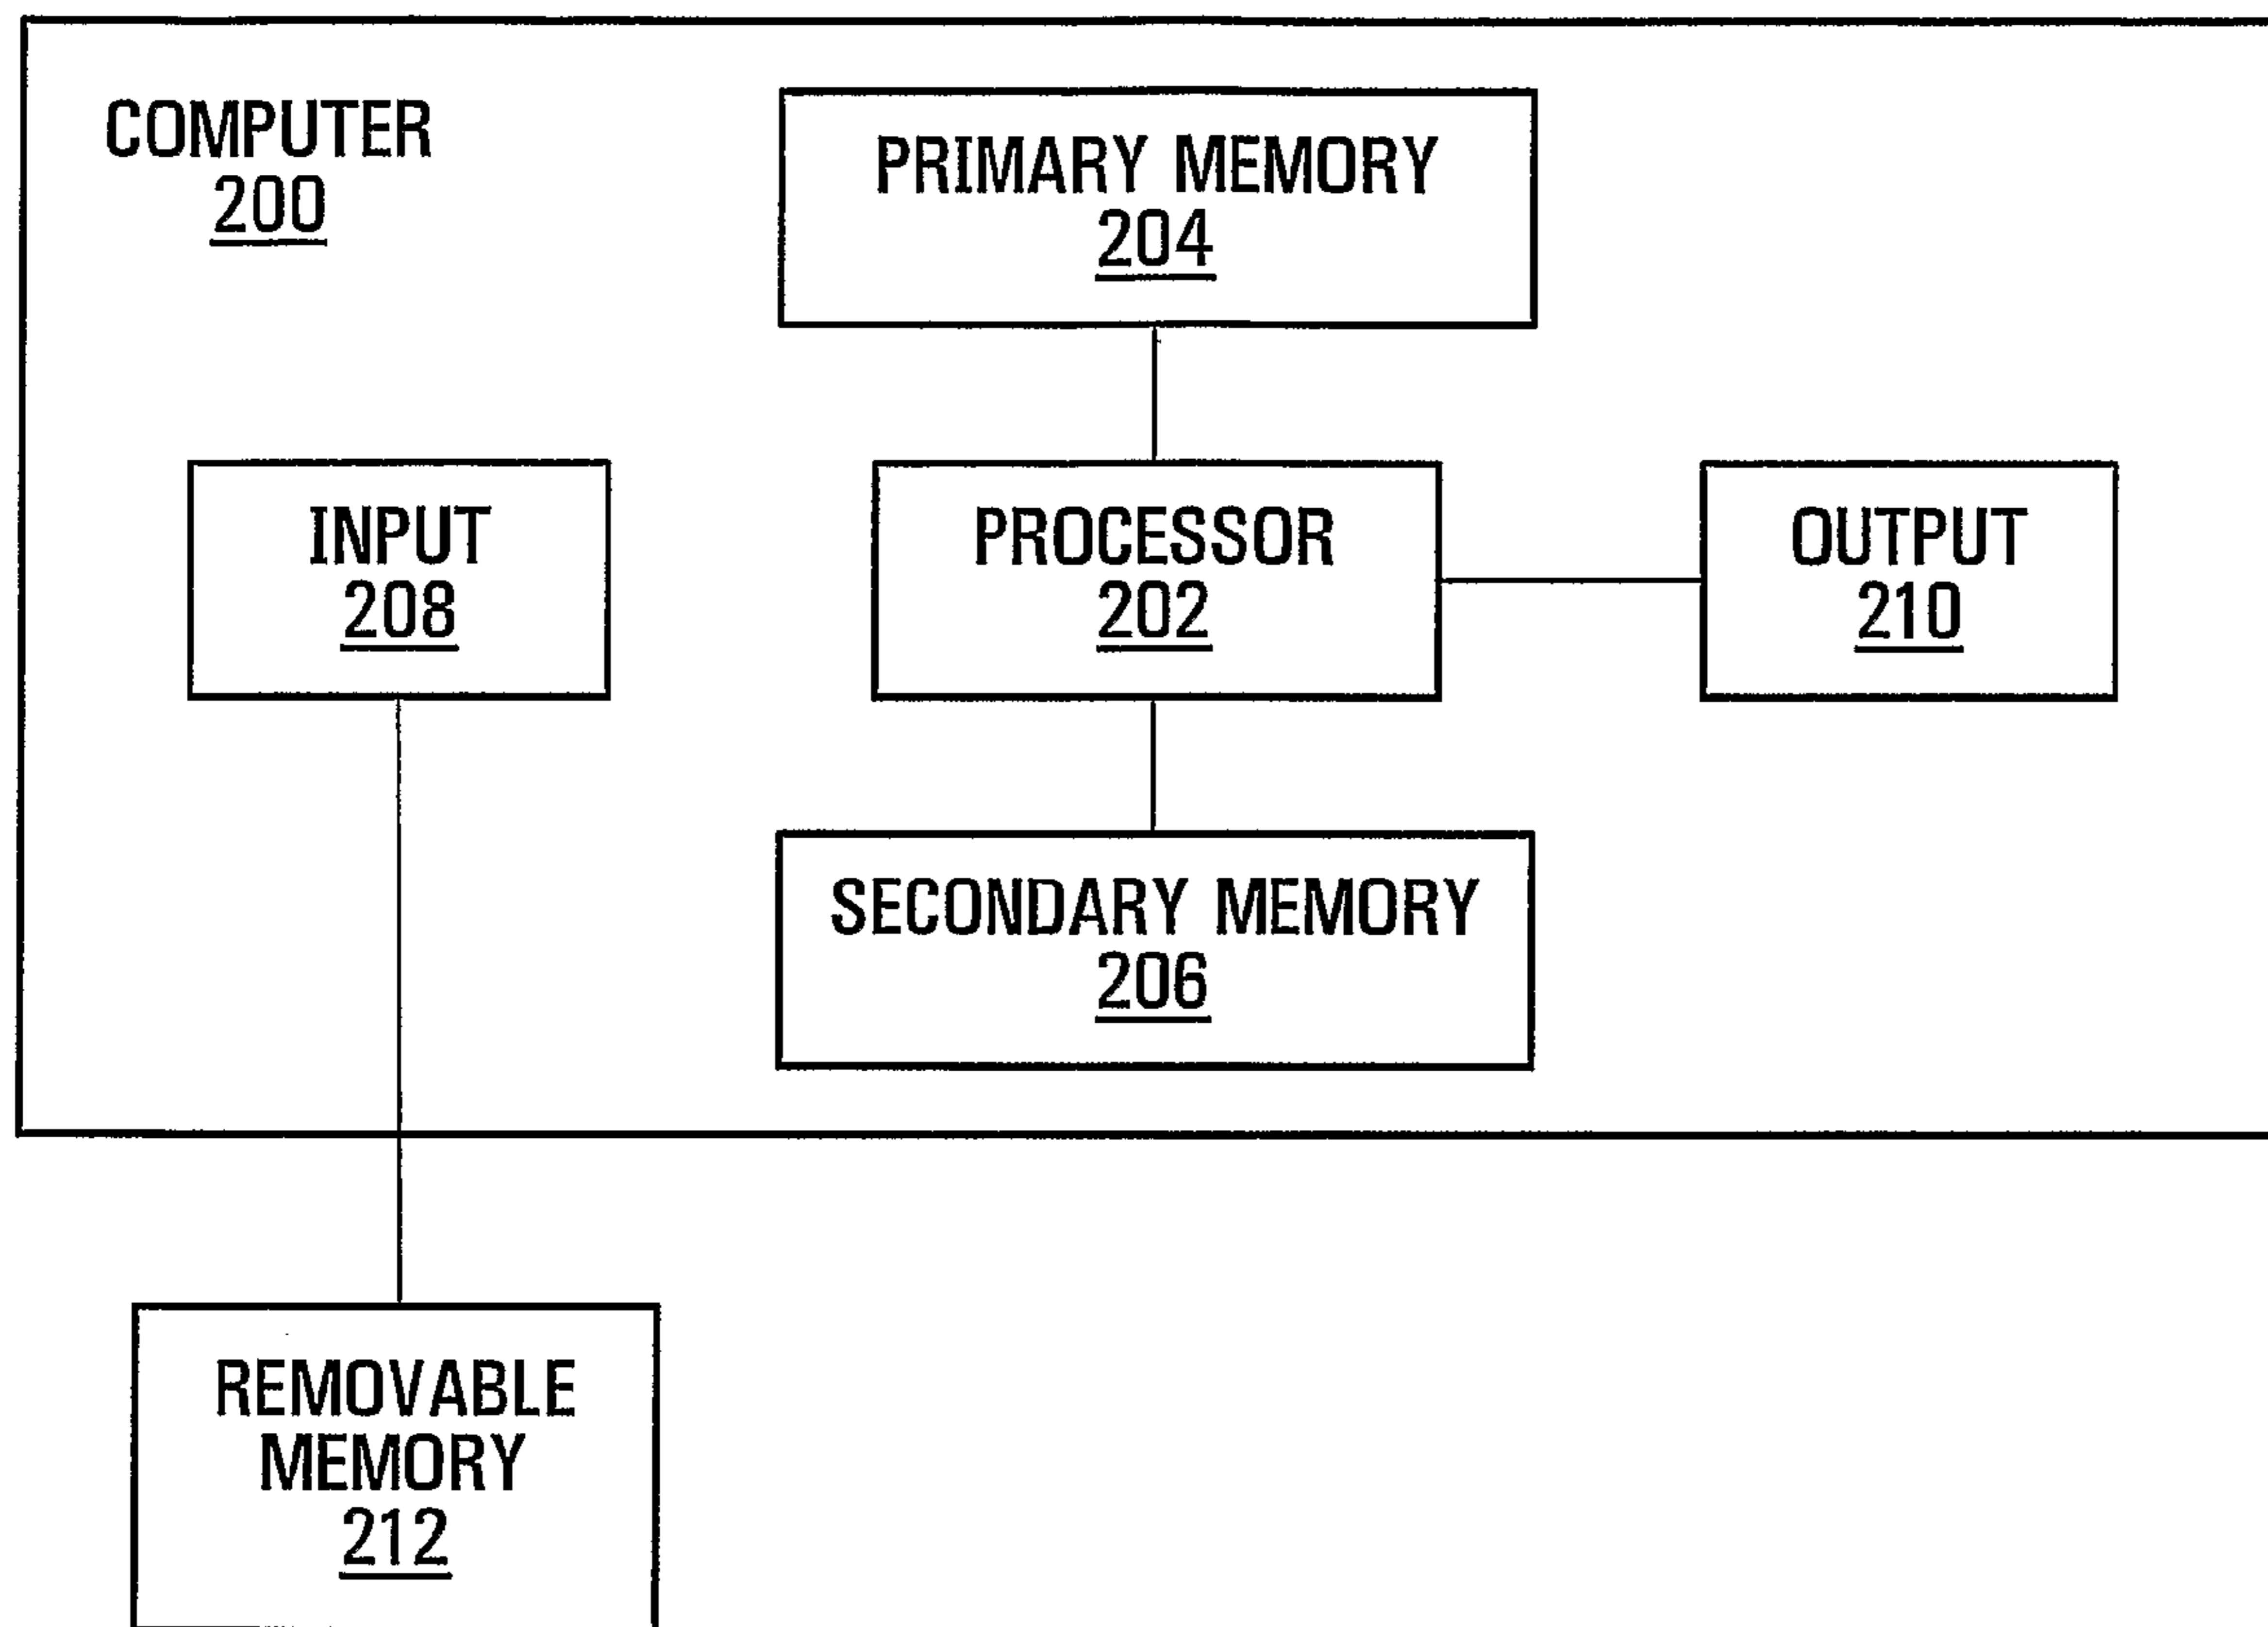 COMPUTER
200
PRIMARY MEMORY
204
INPUT
208
PROCESSOR
202
OUTPUT
210
SECONDARY MEMORY
206
REMOVABLE
MEMORY
212